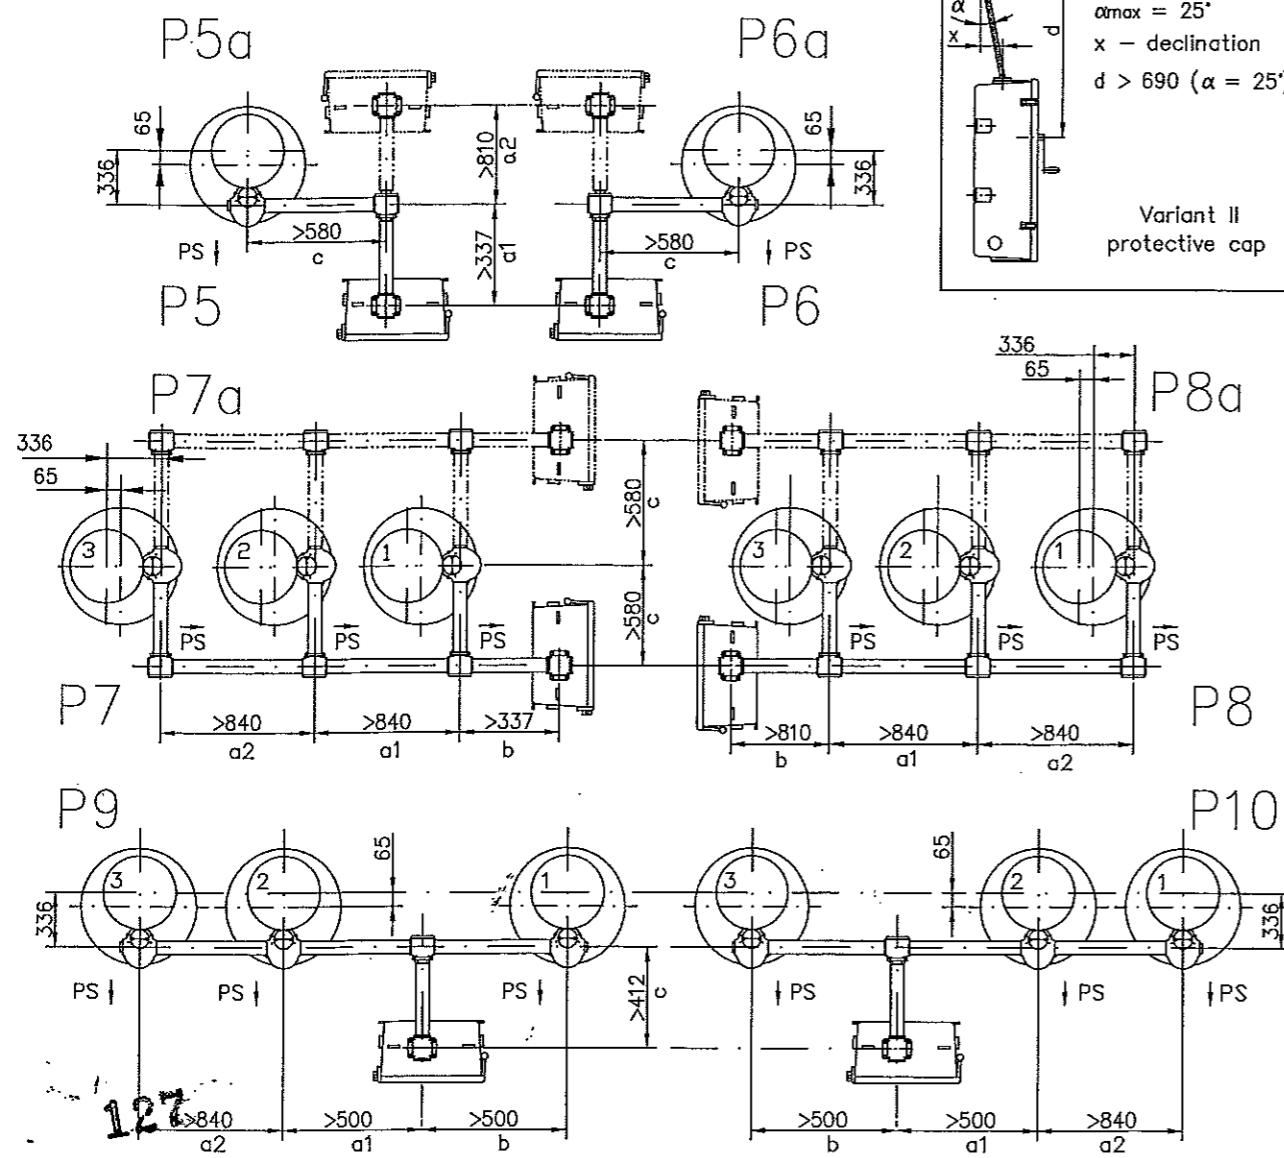 P5a
P6a
α
x
d
αmax = 25°
x - declination
d > 690 (α = 25°)
Variant II
protective cap
65
336
>810
a2
65
336
PS
>580
c
>337
a1
>580
c
PS
P5
P6
P7a
P8a
336
65
336
65
3
2
1
>580
c
>580
c
3
2
1
PS
PS
PS
PS
PS
PS
P7
P8
>840
a2
>840
a1
>337
b
>810
b
>840
a1
>840
a2
P9
P10
3
2
65
1
3
65
2
1
336
336
PS
PS
PS
>412
c
PS
PS
PS
127
>840
a2
>500
a1
>500
b
>500
b
>500
a1
>840
a2